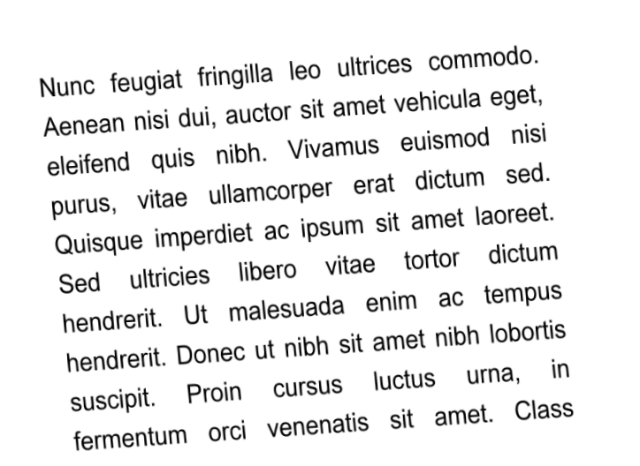 Nunc feugiat fringilla leo ultrices commodo.
Aenean nisi dui, auctor sit amet vehicula eget,
eleifend quis nibh. Vivamus euismod nisi
purus, vitae ullamcorper erat dictum sed.
Quisque imperdiet ac ipsum sit amet laoreet.
Sed ultricies libero vitae tortor dictum
hendrerit. Ut malesuada enim ac tempus
hendrerit. Donec ut nibh sit amet nibh lobortis
suscipit. Proin cursus luctus urna, in
fermentum orci venenatis sit amet. Class